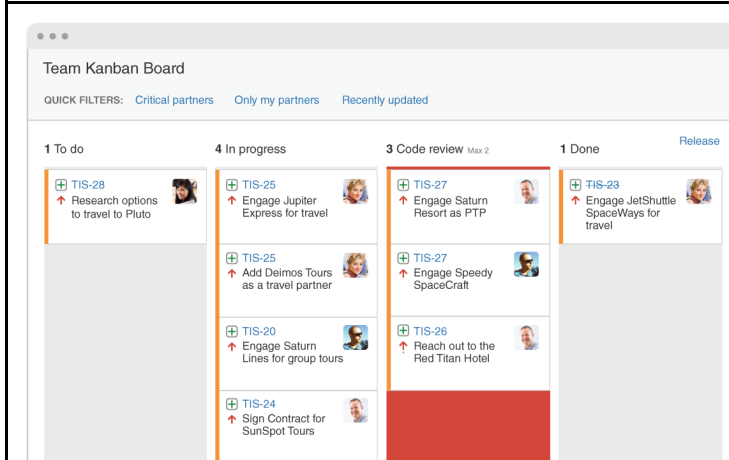 Team Kanban Board
QUICK FILTERS: Critical partners Only my partners Recently updated
Release
1 To do
TIS-28
Research options
to travel to Pluto
4 In progress
TIS-25
Engage Jupiter
Express for travel
TIS-25
Add Deimos Tours
as a travel partner
TIS-20
Engage Saturn
Lines for group tours
TIS-24
Sign Contract for
SunSpot Tours
3 Code review Max 2
TIS-27
Engage Saturn
Resort as PTP
TIS-27
Engage Speedy
SpaceCraft
TIS-26
Reach out to the
Red Titan Hotel
1 Done
TIS-23
Engage JetShuttle
SpaceWays for
travel